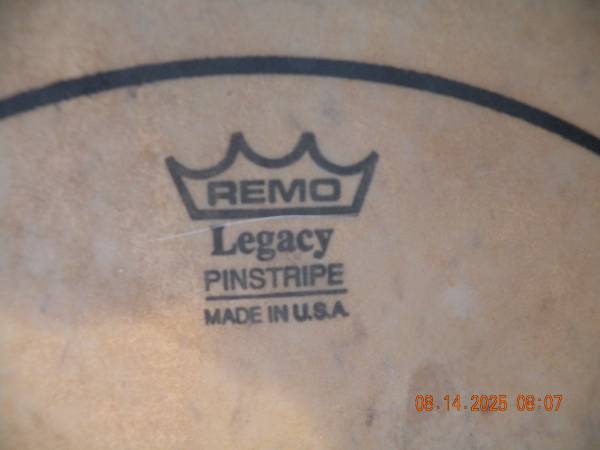 REMO
Legacy
PINSTRIPE
MADE IN U.S.A.
08.14.2025 08:07